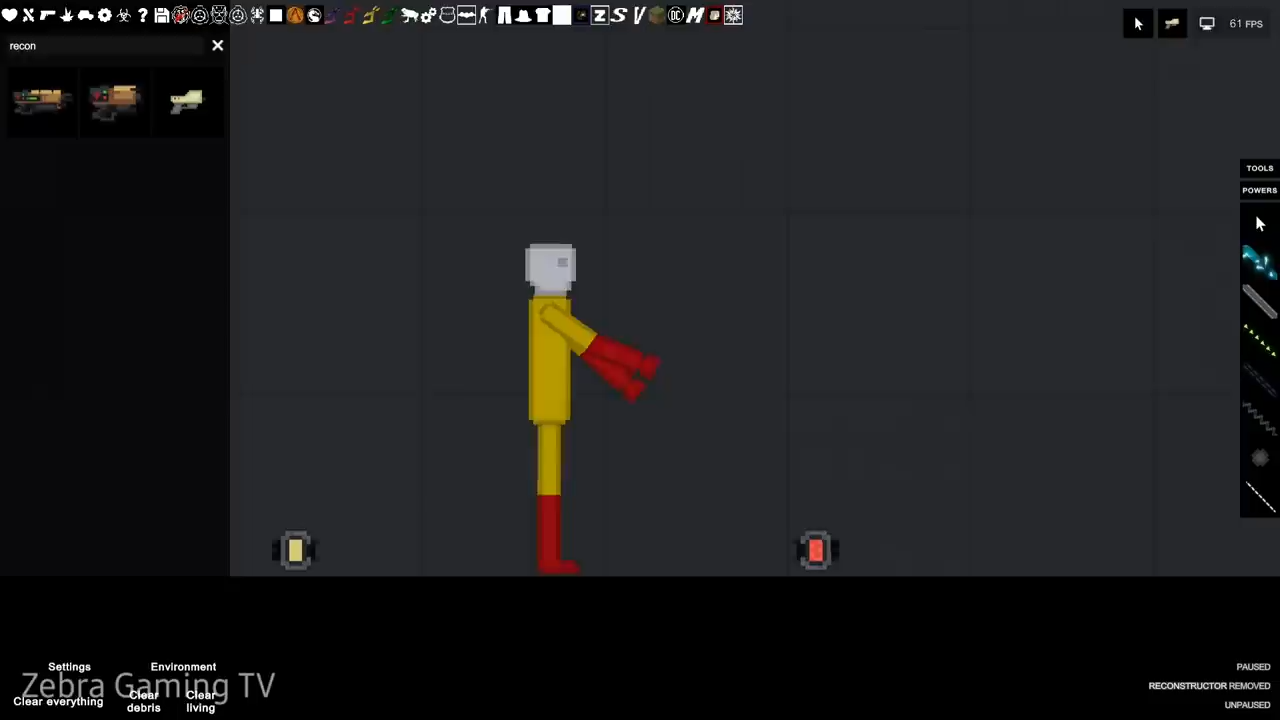 61 FPS
recon
TOOLS
POWERS
Settings
Environment
Zebra Gaming TV
Clear everything
Clear debris
Clear living
PAUSED
RECONSTRUCTOR REMOVED
UNPAUSED